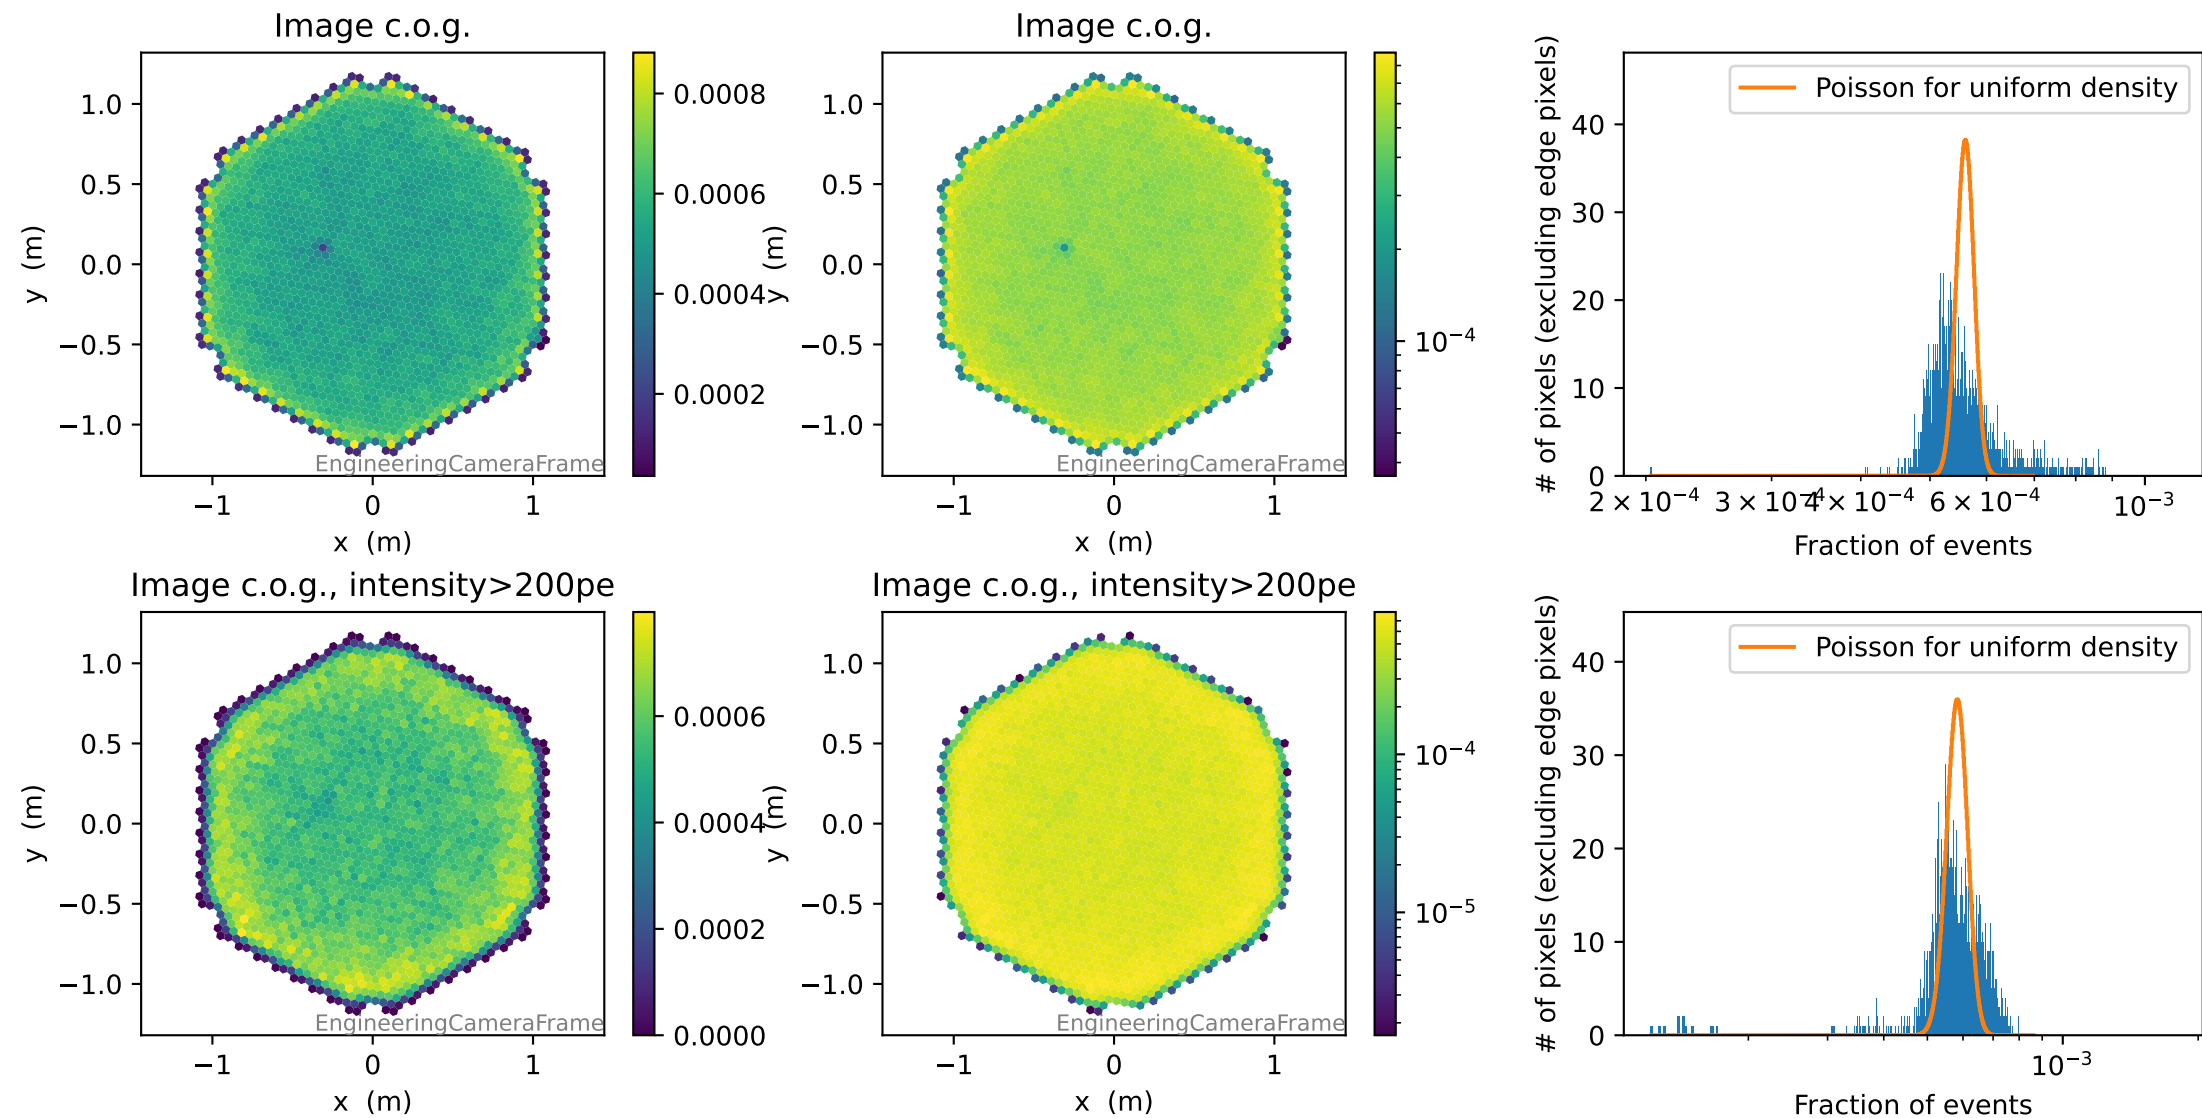 Image c.o.g.
1.0
0.5
0.0
−0.5
−1.0
y (m)
−1
0
1
x (m)
EngineeringCameraFrame
0.0008
0.0006
0.0004
0.0002
Image c.o.g.
1.0
0.5
0.0
−0.5
−1.0
y (m)
−1
0
1
x (m)
EngineeringCameraFrame
10⁻⁴
Poisson for uniform density
# of pixels (excluding edge pixels)
40
30
20
10
0
2 × 10⁻⁴
3 × 10⁻⁴
4 × 10⁻⁴
6 × 10⁻⁴
10⁻³
Fraction of events
Image c.o.g., intensity>200pe
1.0
0.5
0.0
−0.5
−1.0
y (m)
−1
0
1
x (m)
EngineeringCameraFrame
0.0006
0.0004
0.0002
0.0000
Image c.o.g., intensity>200pe
1.0
0.5
0.0
−0.5
−1.0
y (m)
−1
0
1
x (m)
EngineeringCameraFrame
10⁻⁴
10⁻⁵
Poisson for uniform density
# of pixels (excluding edge pixels)
40
30
20
10
0
10⁻³
Fraction of events